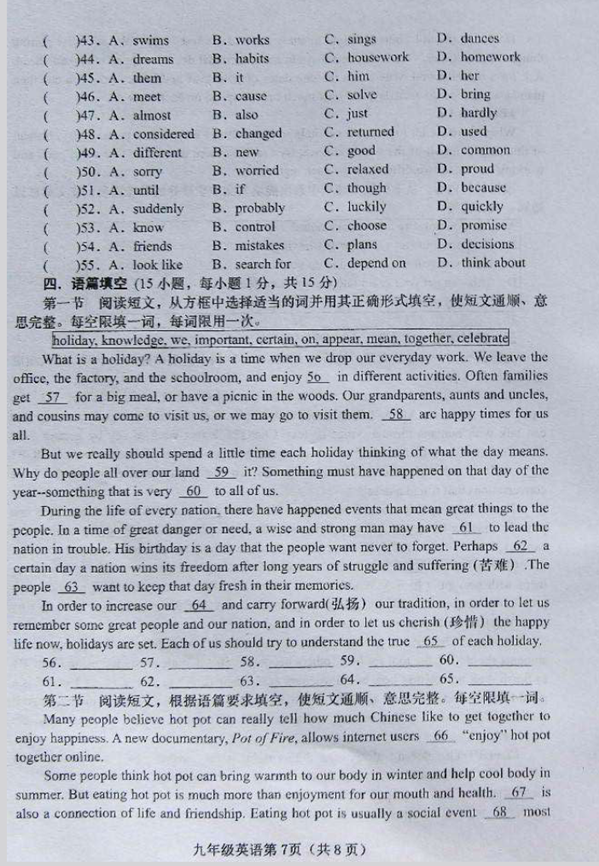 ( )43. A. swims B. works C. sings D. dances
( )44. A. dreams B. habits C. housework D. homework
( )45. A. them B. it C. him D. her
( )46. A. meet B. cause C. solve D. bring
( )47. A. almost B. also C. just D. hardly
( )48. A. considered B. changed C. returned D. used
( )49. A. different B. new C. good D. common
( )50. A. sorry B. worried C. relaxed D. proud
( )51. A. until B. if C. though D. because
( )52. A. suddenly B. probably C. luckily D. quickly
( )53. A. know B. control C. choose D. promise
( )54. A. friends B. mistakes C. plans D. decisions
( )55. A. look like B. search for C. depend on D. think about
四．语篇填空 (15 小题，每小题 1 分，共 15 分)
第一节 阅读短文，从方框中选择适当的词并用其正确形式填空，使短文通顺、意
思完整。每空限填一词，每词限用一次。
holiday, knowledge, we, important, certain, on, appear, mean, together, celebrate
What is a holiday? A holiday is a time when we drop our everyday work. We leave the
office, the factory, and the schoolroom, and enjoy 56 in different activities. Often families
get 57 for a big meal, or have a picnic in the woods. Our grandparents, aunts and uncles,
and cousins may come to visit us, or we may go to visit them. 58 are happy times for us
all.
But we really should spend a little time each holiday thinking of what the day means.
Why do people all over our land 59 it? Something must have happened on that day of the
year--something that is very 60 to all of us.
During the life of every nation, there have happened events that mean great things to the
people. In a time of great danger or need, a wise and strong man may have 61 to lead the
nation in trouble. His birthday is a day that the people want never to forget. Perhaps 62 a
certain day a nation wins its freedom after long years of struggle and suffering (苦难) .The
people 63 want to keep that day fresh in their memories.
In order to increase our 64 and carry forward(弘扬) our tradition, in order to let us
remember some great people and our nation, and in order to let us cherish (珍惜) the happy
life now, holidays are set. Each of us should try to understand the true 65 of each holiday.
56. ________ 57. ________ 58. ________ 59. ________ 60. ________
61. ________ 62. ________ 63. ________ 64. ________ 65. ________
第二节 阅读短文，根据语篇要求填空，使短文通顺、意思完整。每空限填一词。
Many people believe hot pot can really tell how much Chinese like to get together to
enjoy happiness. A new documentary, Pot of Fire, allows internet users 66 “enjoy” hot pot
together online.
Some people think hot pot can bring warmth to our body in winter and help cool body in
summer. But eating hot pot is much more than enjoyment for our mouth and health. 67 is
also a connection of life and friendship. Eating hot pot is usually a social event 68 most
九年级英语第 7页（共 8 页）